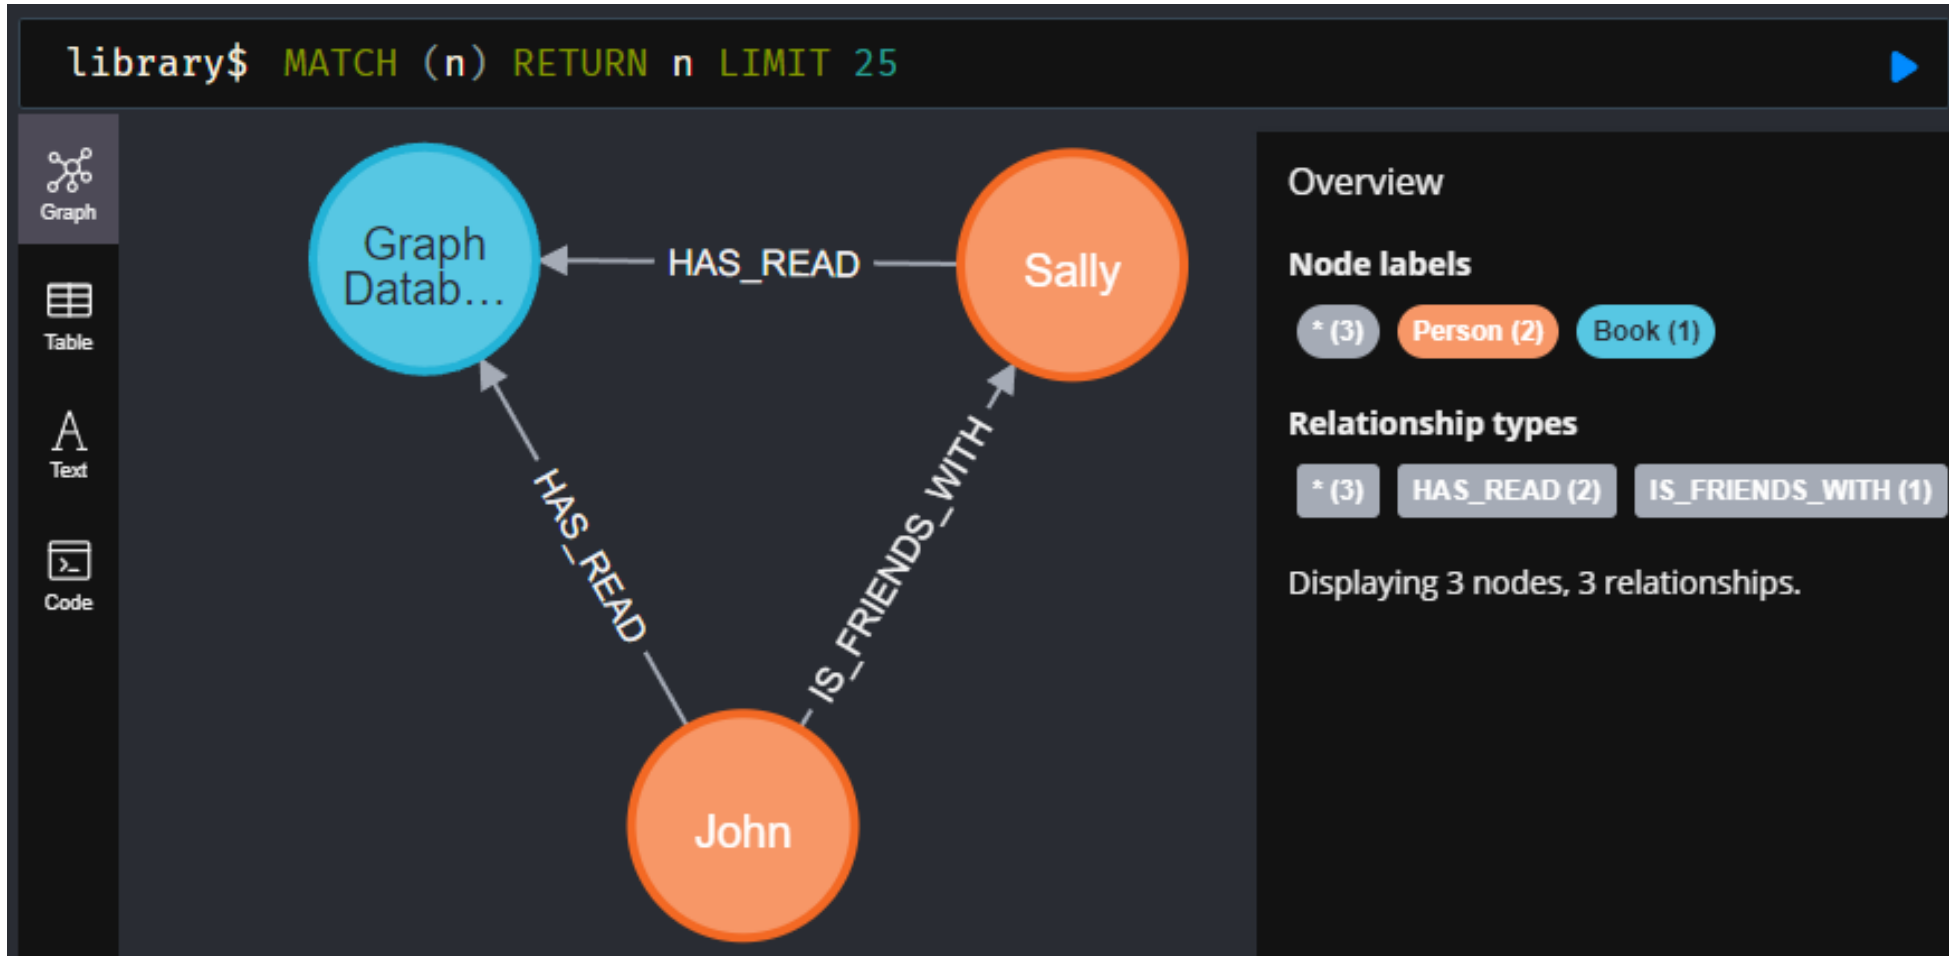 library$ MATCH (n) RETURN n LIMIT 25
Graph
Table
Text
Code
Graph
Datab...
HAS_READ
Sally
HAS_READ
IS_FRIENDS_WITH
John
Overview
Node labels
* (3) Person (2) Book (1)
Relationship types
* (3) HAS_READ (2) IS_FRIENDS_WITH (1)
Displaying 3 nodes, 3 relationships.